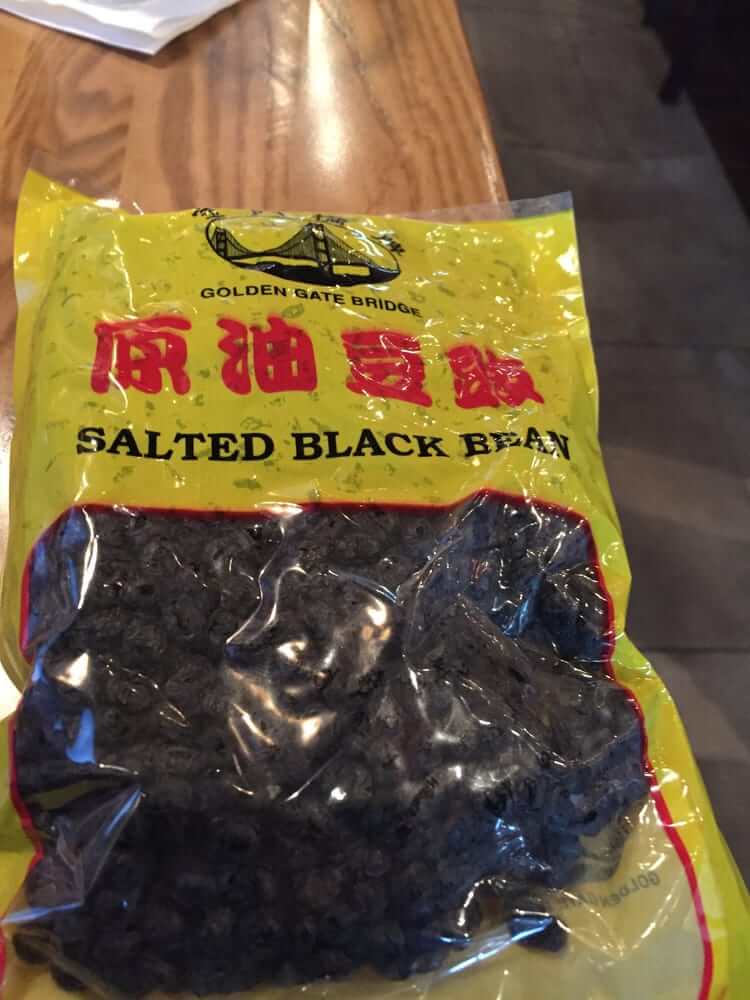 GOLDEN GATE BRIDGE
原油豆豉
SALTED BLACK BEAN